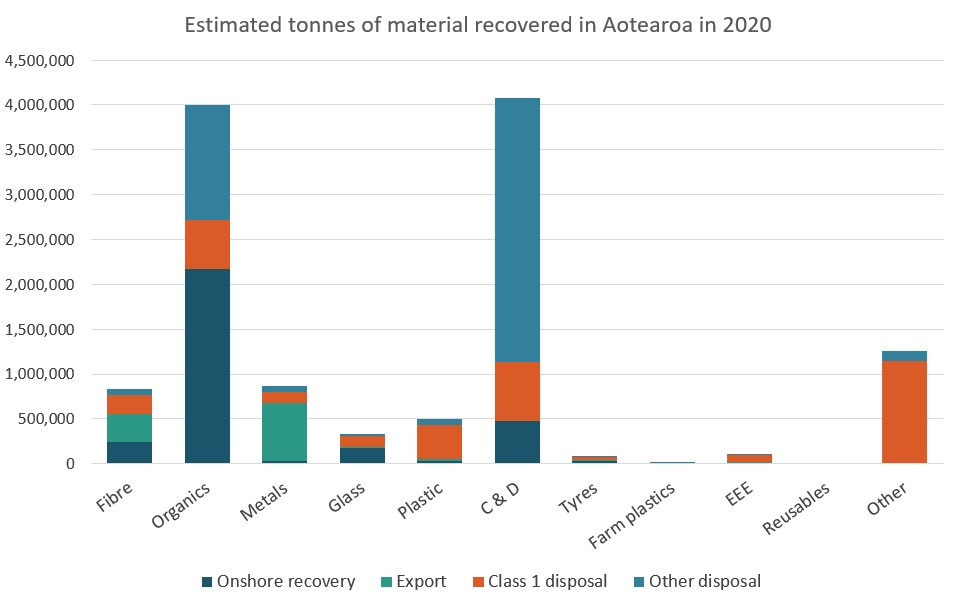 Estimated tonnes of material recovered in Aotearoa in 2020
4,500,000
4,000,000
3,500,000
3,000,000
2,500,000
2,000,000
1,500,000
1,000,000
500,000
0
Fibre
Organics
Metals
Glass
Plastic
C & D
Tyres
Farm plastics
EEE
Reusables
Other
Onshore recovery Export Class 1 disposal Other disposal